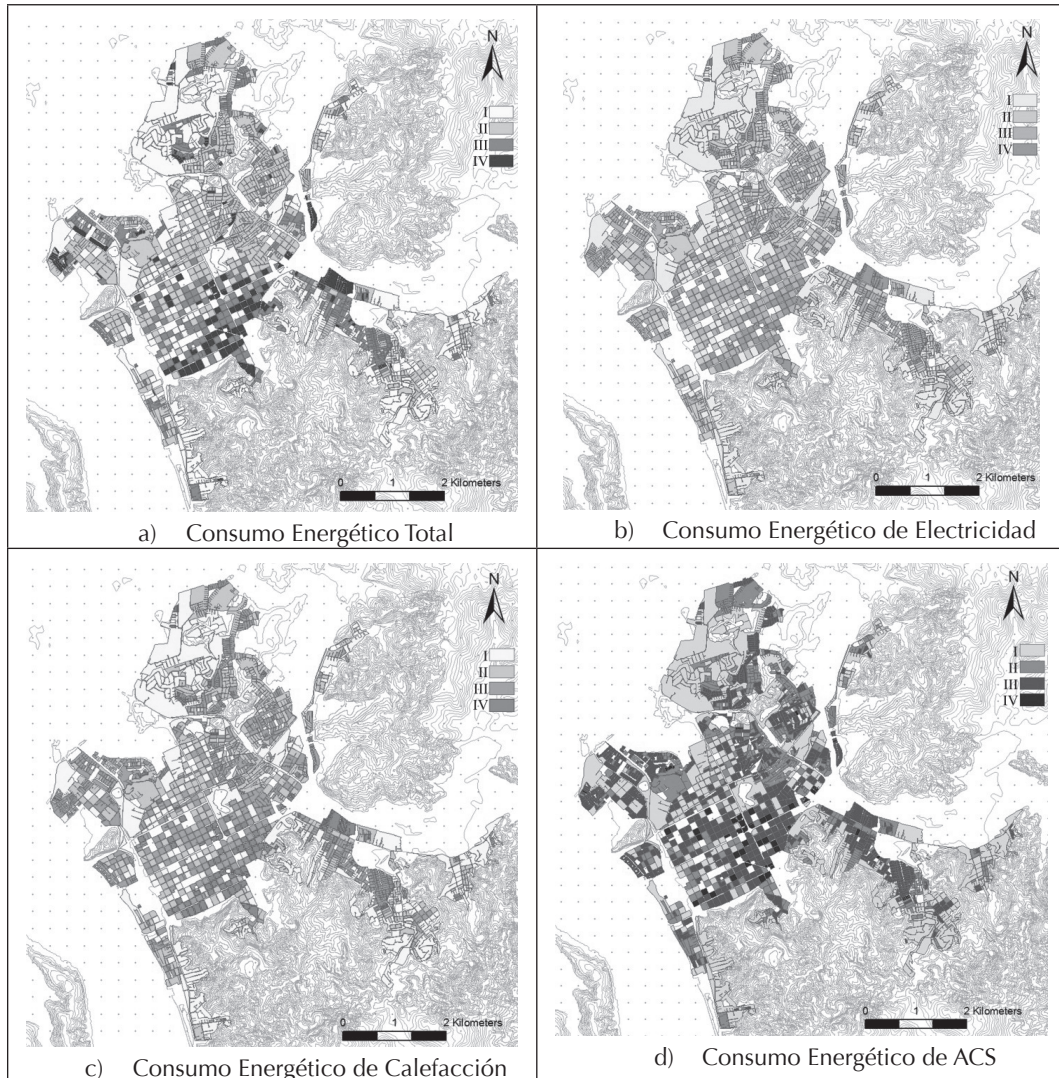 N
I
II
III
IV
0 1 2 Kilometers
a) Consumo Energético Total
N
I
II
III
IV
0 1 2 Kilometers
b) Consumo Energético de Electricidad
N
I
II
III
IV
0 1 2 Kilometers
c) Consumo Energético de Calefacción
N
I
II
III
IV
0 1 2 Kilometers
d) Consumo Energético de ACS